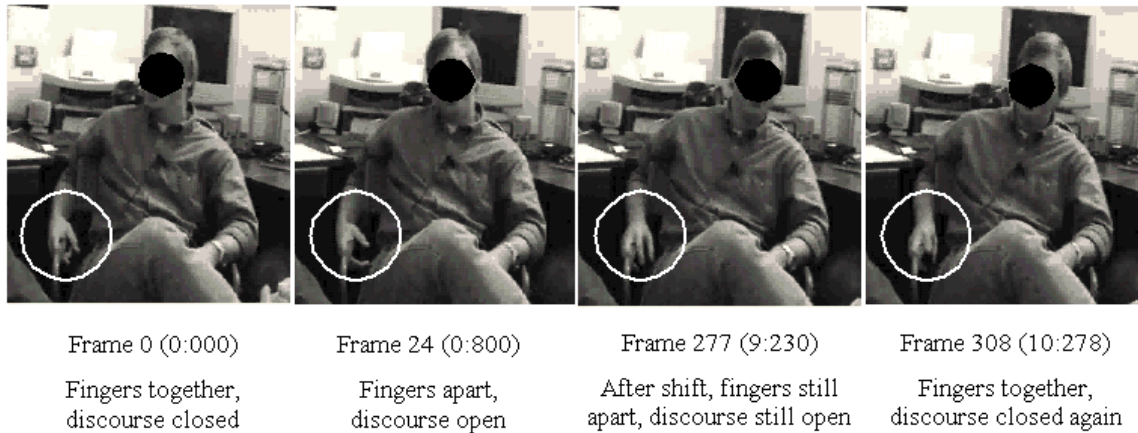 Frame 0 (0:000)
Fingers together,
discourse closed
Frame 24 (0:800)
Fingers apart,
discourse open
Frame 277 (9:230)
After shift, fingers still
apart, discourse still open
Frame 308 (10:278)
Fingers together,
discourse closed again